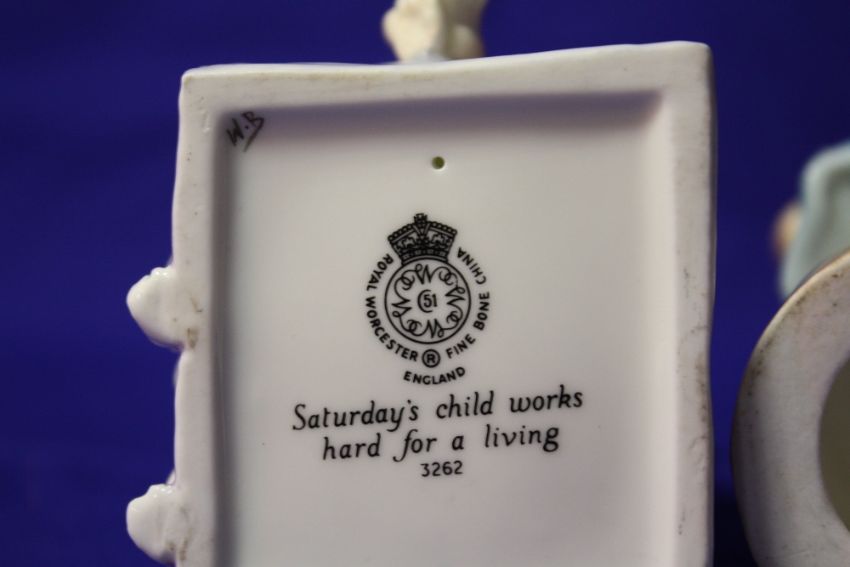 W.B
ROYAL WORCESTER ® FINE BONE CHINA
51
ENGLAND
Saturday's child works
hard for a living
3262